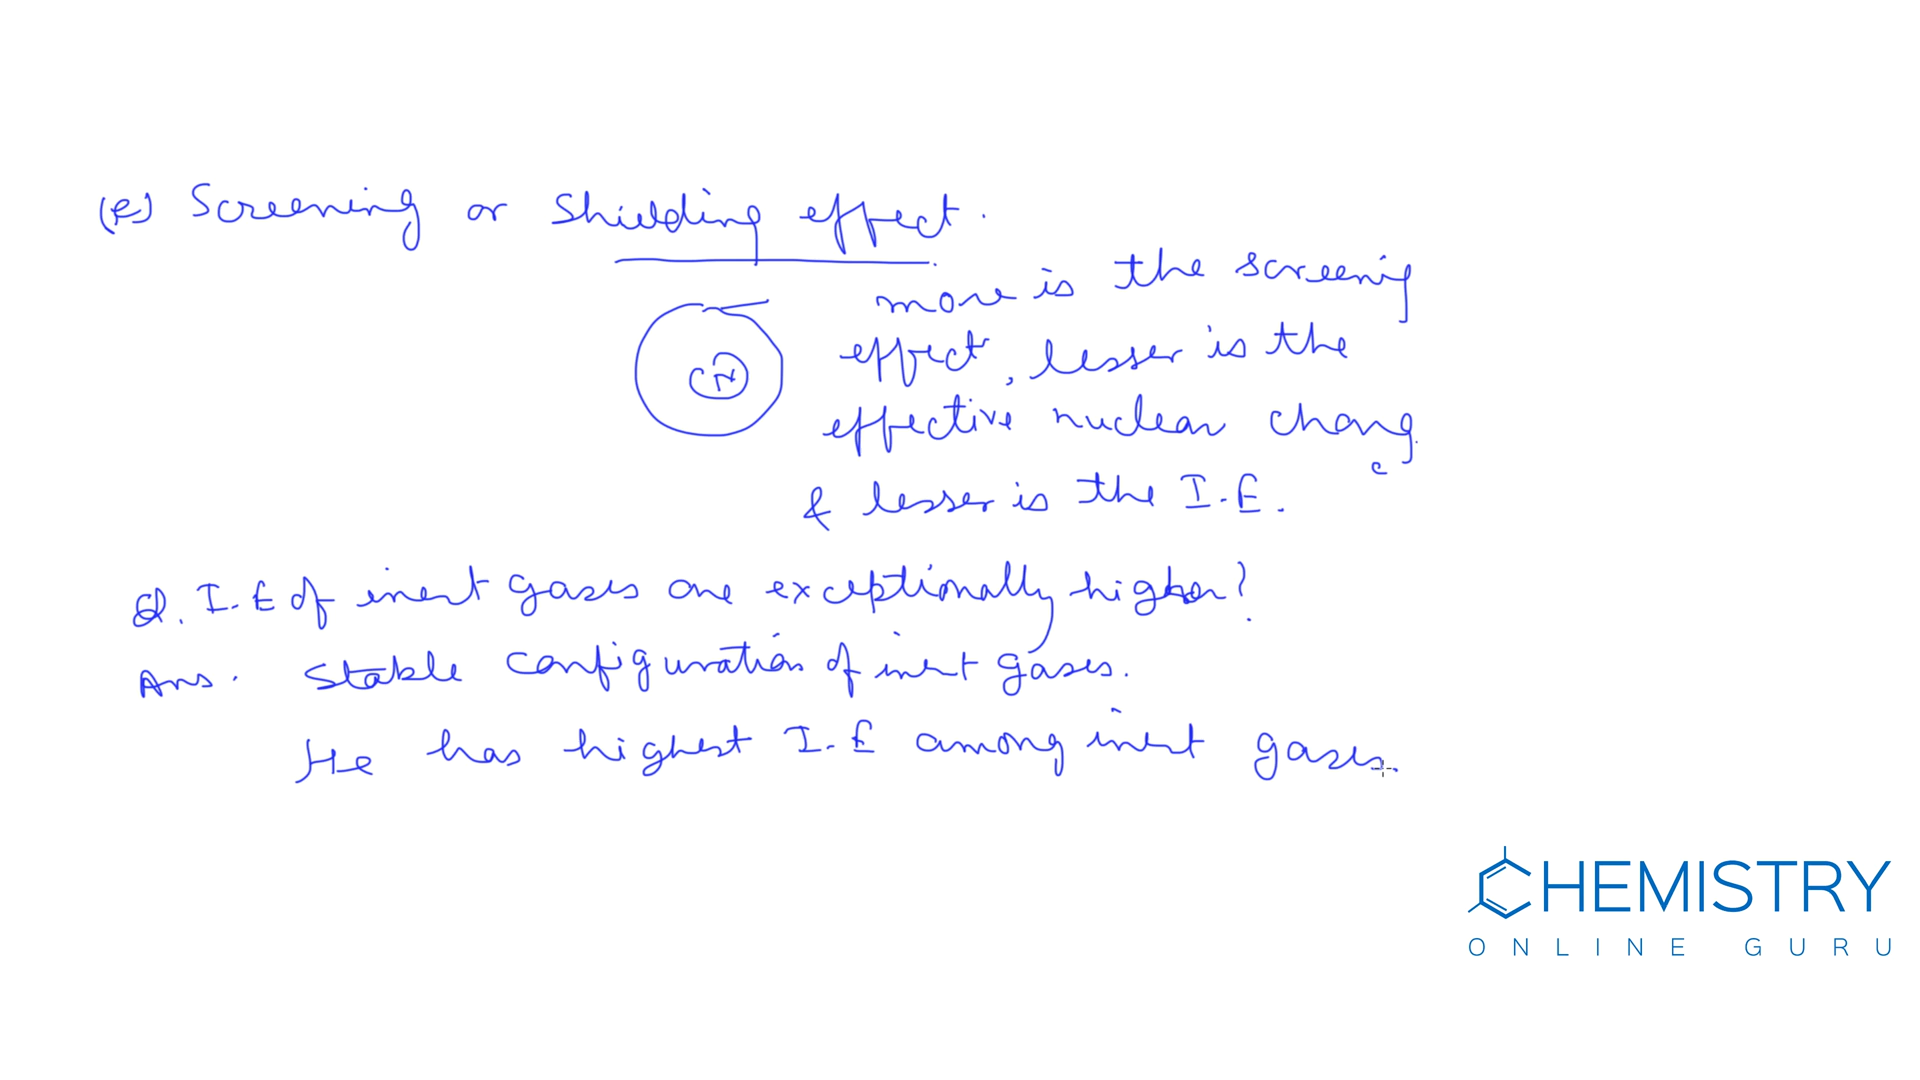 (e) Screening or Shielding effect.
more is the screenig
effect, lesser is the
effective nuclear charge
& lesser is the I.E.
N
Q. I.E of inert gases are exceptionally higher?
Ans. Stable configuration of inert gases.
He has highest I.E among inert gases.
CHEMISTRY
ONLINE GURU